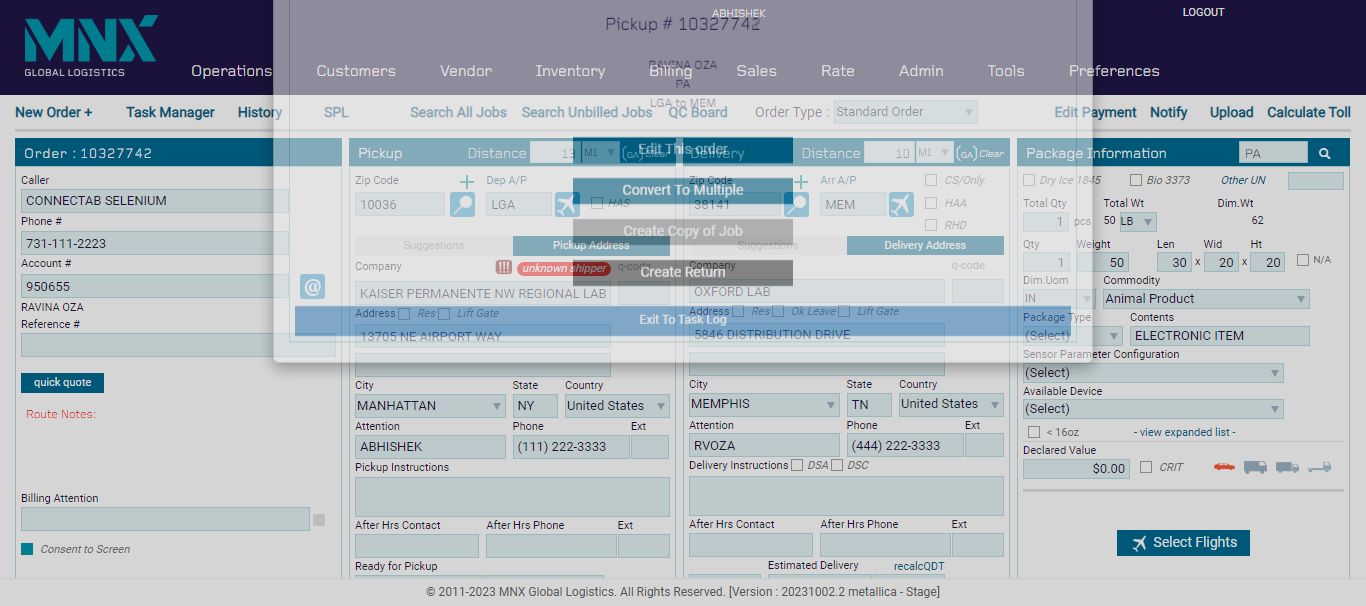 MNX
GLOBAL LOGISTICS
ABHISHEK
LOGOUT
Pickup # 10327742
Operations Customers Vendor Inventory Billing Sales Rate Admin Tools Preferences
RAVINA OZA
PA
LGA to MEM
New Order + Task Manager History SPL Search All Jobs Search Unbilled Jobs QC Board Order Type : Standard Order Edit Payment Notify Upload Calculate Toll
Edit This order
Convert To Multiple
Create Copy of Job
Create Return
Exit To Task Log
Order : 10327742
Caller
CONNECTAB SELENIUM
Phone #
731-111-2223
Account #
950655
@
RAVINA OZA
Reference #
quick quote
Route Notes:
Billing Attention
Consent to Screen
Pickup Distance 13 MI (GA) Clear
Zip Code + Dep A/P
10036 LGA HAS
Suggestions Pickup Address
Company !!! unknown shipper q-code
KAISER PERMANENTE NW REGIONAL LAB
Address Res Lift Gate
13705 NE AIRPORT WAY
City State Country
MANHATTAN NY United States
Attention Phone Ext
ABHISHEK (111) 222-3333
Pickup Instructions
After Hrs Contact After Hrs Phone Ext
Ready for Pickup
Delivery Distance 10 MI (GA) Clear
Zip Code + Arr A/P CS/Only
38141 MEM HAA
RHD
Suggestions Delivery Address
Company q-code
OXFORD LAB
Address Res Ok Leave Lift Gate
5846 DISTRIBUTION DRIVE
City State Country
MEMPHIS TN United States
Attention Phone Ext
RVOZA (444) 222-3333
Delivery Instructions DSA DSC
After Hrs Contact After Hrs Phone Ext
Estimated Delivery recalcQDT
Package Information PA
Dry Ice 1845 Bio 3373 Other UN
Total Qty Total Wt Dim.Wt
1 pcs 50 LB 62
Qty Weight Len Wid Ht
1 50 30 x 20 x 20 N/A
Dim.Uom Commodity
IN Animal Product
Package Type Contents
(Select) ELECTRONIC ITEM
Sensor Parameter Configuration
(Select)
Available Device
(Select)
< 16oz - view expanded list -
Declared Value
$0.00 CRIT
Select Flights
© 2011-2023 MNX Global Logistics. All Rights Reserved. [Version : 20231002.2 metallica - Stage]